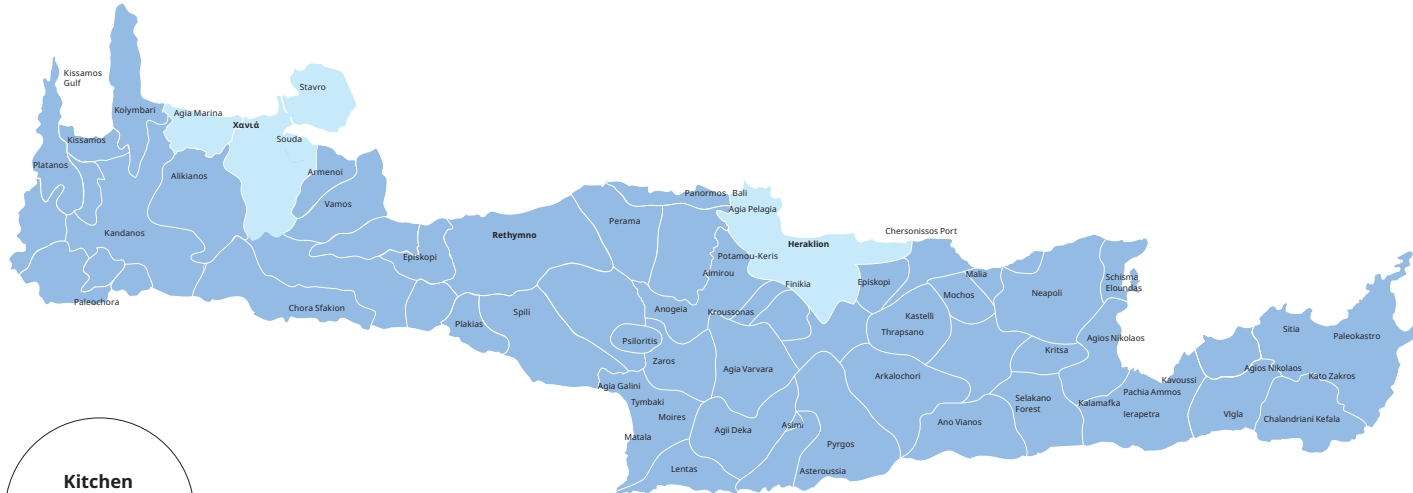 Kissamos
Gulf
Stavro
Kolymbari
Agia Marina
Χανιά
Kissamos
Souda
Platanos
Alikianos
Armenoi
Vamos
Panormos
Bali
Agia Pelagia
Perama
Kandanos
Rethymno
Chersonissos Port
Heraklion
Episkopi
Potamou-Keris
Aimirou
Malia
Schisma
Eloundas
Finikia
Episkopi
Mochos
Neapoli
Paleochora
Chora Sfakion
Anogeia
Kroussonas
Spili
Kastelli
Plakias
Thrapsano
Sitia
Paleokastro
Psiloritis
Agios Nikolaos
Kritsa
Zaros
Agia Varvara
Arkalochori
Agios Nikolaos
Kato Zakros
Kavoussi
Agia Galini
Pachia Ammos
Tymbaki
Selakano
Forest
Kalamafka
Moires
Ierapetra
VIgla
Chalandriani Kefala
Ano Vianos
Asimi
Agii Deka
Matala
Pyrgos
Lentas
Asteroussia
Kitchen